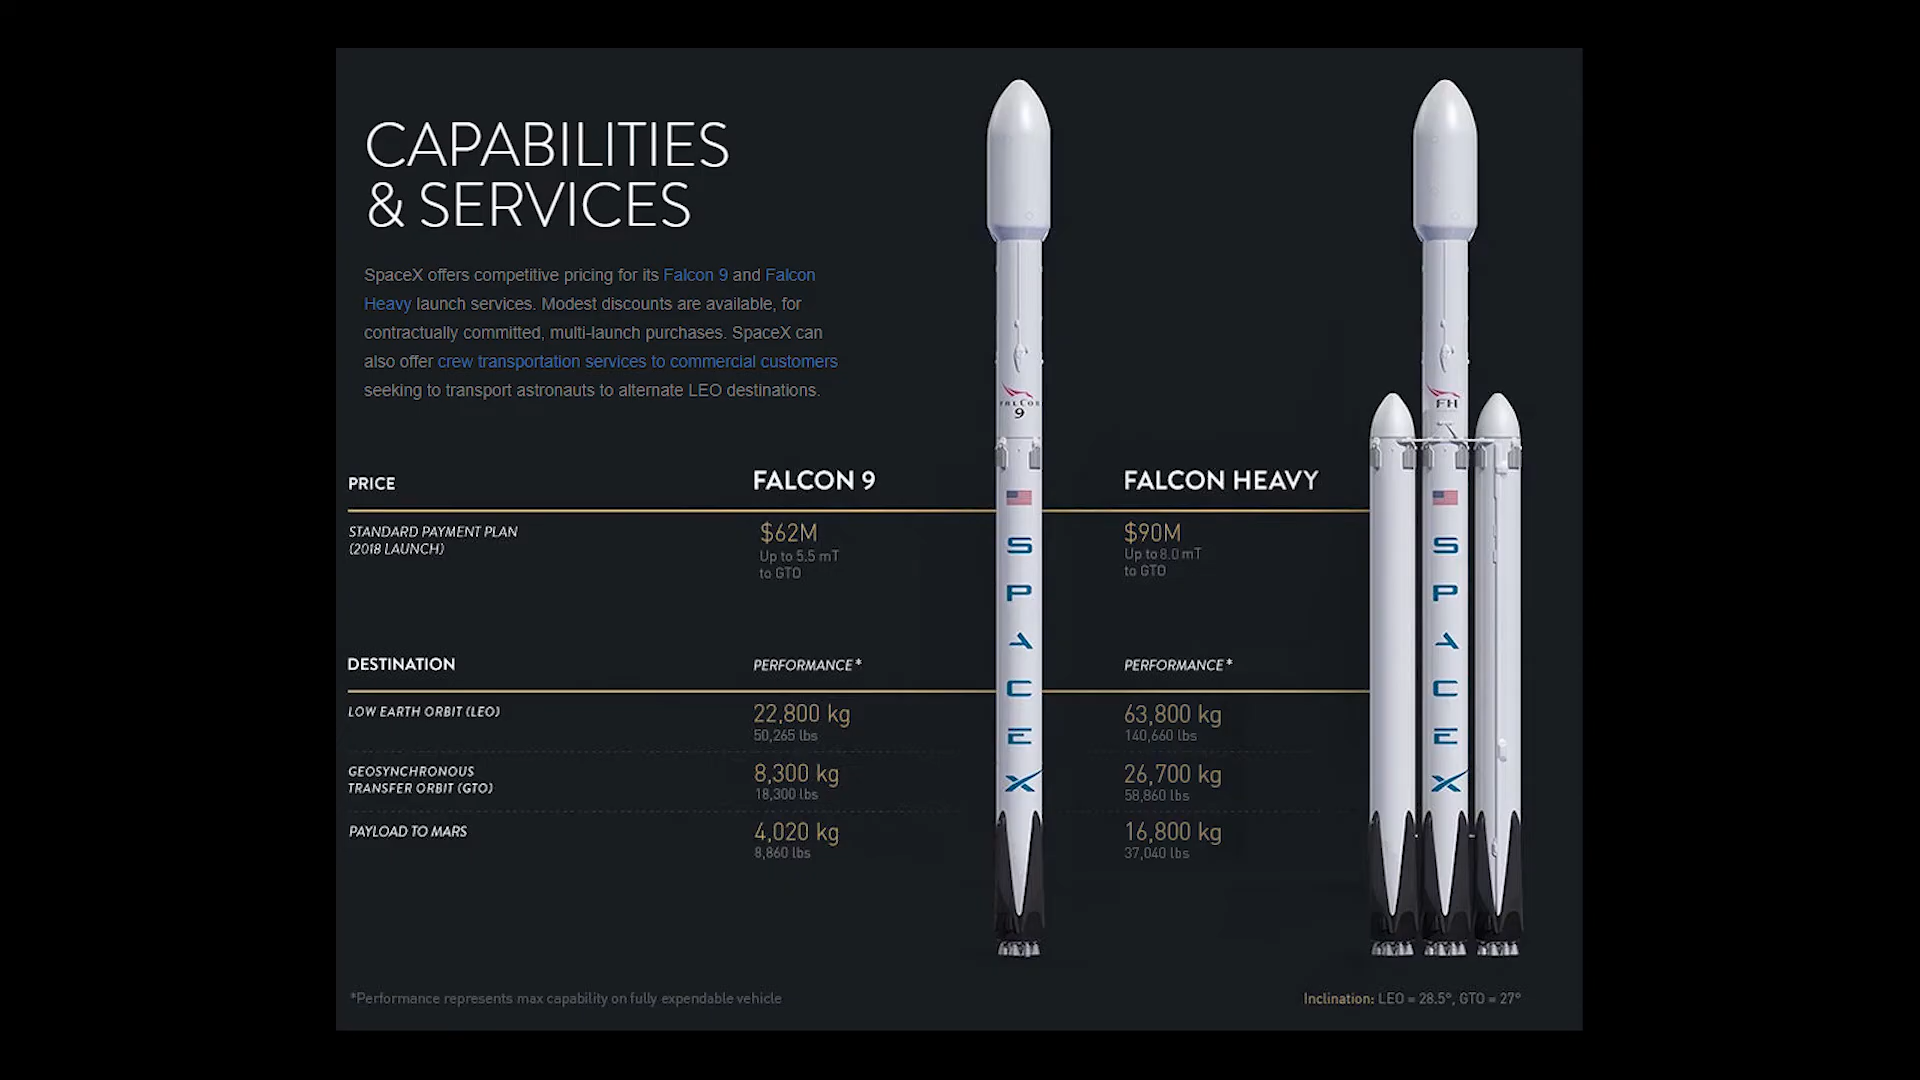 CAPABILITIES
& SERVICES
SpaceX offers competitive pricing for its Falcon 9 and Falcon
Heavy launch services. Modest discounts are available, for
contractually committed, multi-launch purchases. SpaceX can
also offer crew transportation services to commercial customers
seeking to transport astronauts to alternate LEO destinations.
PRICE FALCON 9 FALCON HEAVY
STANDARD PAYMENT PLAN
(2018 LAUNCH)
$62M
Up to 5.5 mT
to GTO
$90M
Up to 8.0 mT
to GTO
DESTINATION PERFORMANCE* PERFORMANCE*
LOW EARTH ORBIT (LEO)
22,800 kg
50,265 lbs
63,800 kg
140,660 lbs
GEOSYNCHRONOUS
TRANSFER ORBIT (GTO)
8,300 kg
18,300 lbs
26,700 kg
58,860 lbs
PAYLOAD TO MARS
4,020 kg
8,860 lbs
16,800 kg
37,040 lbs
FALCON
9
SPACEX
FH
SPACEX
*Performance represents max capability on fully expendable vehicle
Inclination: LEO = 28.5°, GTO = 27°